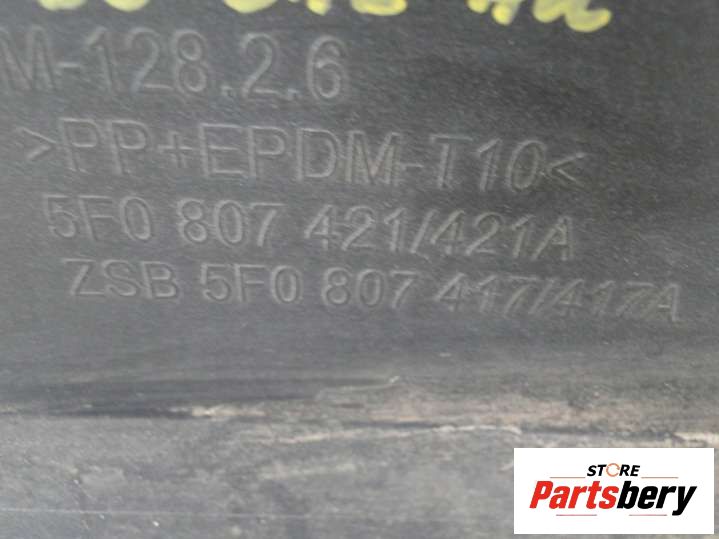 M-128.2.6
>PP+EPDM-T10<
5F0 807 421/421A
ZSB 5F0 807 417/417A
STORE
Partsbery